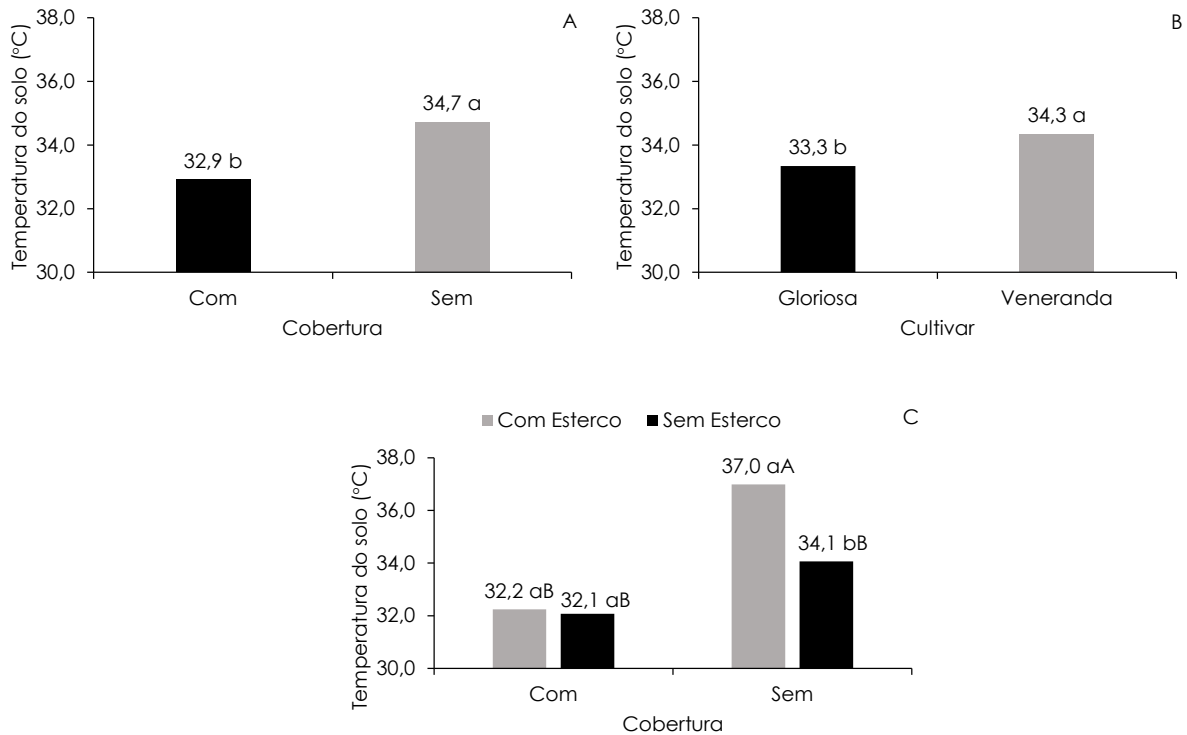 A
Temperatura do solo (°C)
38,0
36,0
34,0
32,0
30,0
32,9 b
34,7 a
Com
Sem
Cobertura
B
Temperatura do solo (°C)
38,0
36,0
34,0
32,0
30,0
33,3 b
34,3 a
Gloriosa
Veneranda
Cultivar
Com Esterco
Sem Esterco
C
Temperatura do solo (°C)
38,0
36,0
34,0
32,0
30,0
32,2 aB
32,1 aB
37,0 aA
34,1 bB
Com
Sem
Cobertura